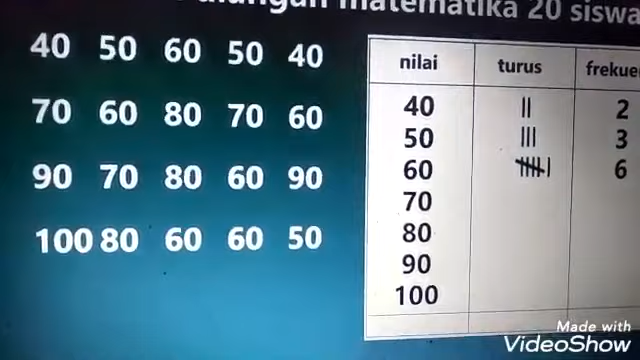 matematika 20 siswa
40 50 60 50 40
70 60 80 70 60
90 70 80 60 90
100 80 60 60 50
nilai turus
40 2
50 3
60 6
70
80
90
100
Made with
VideoShow